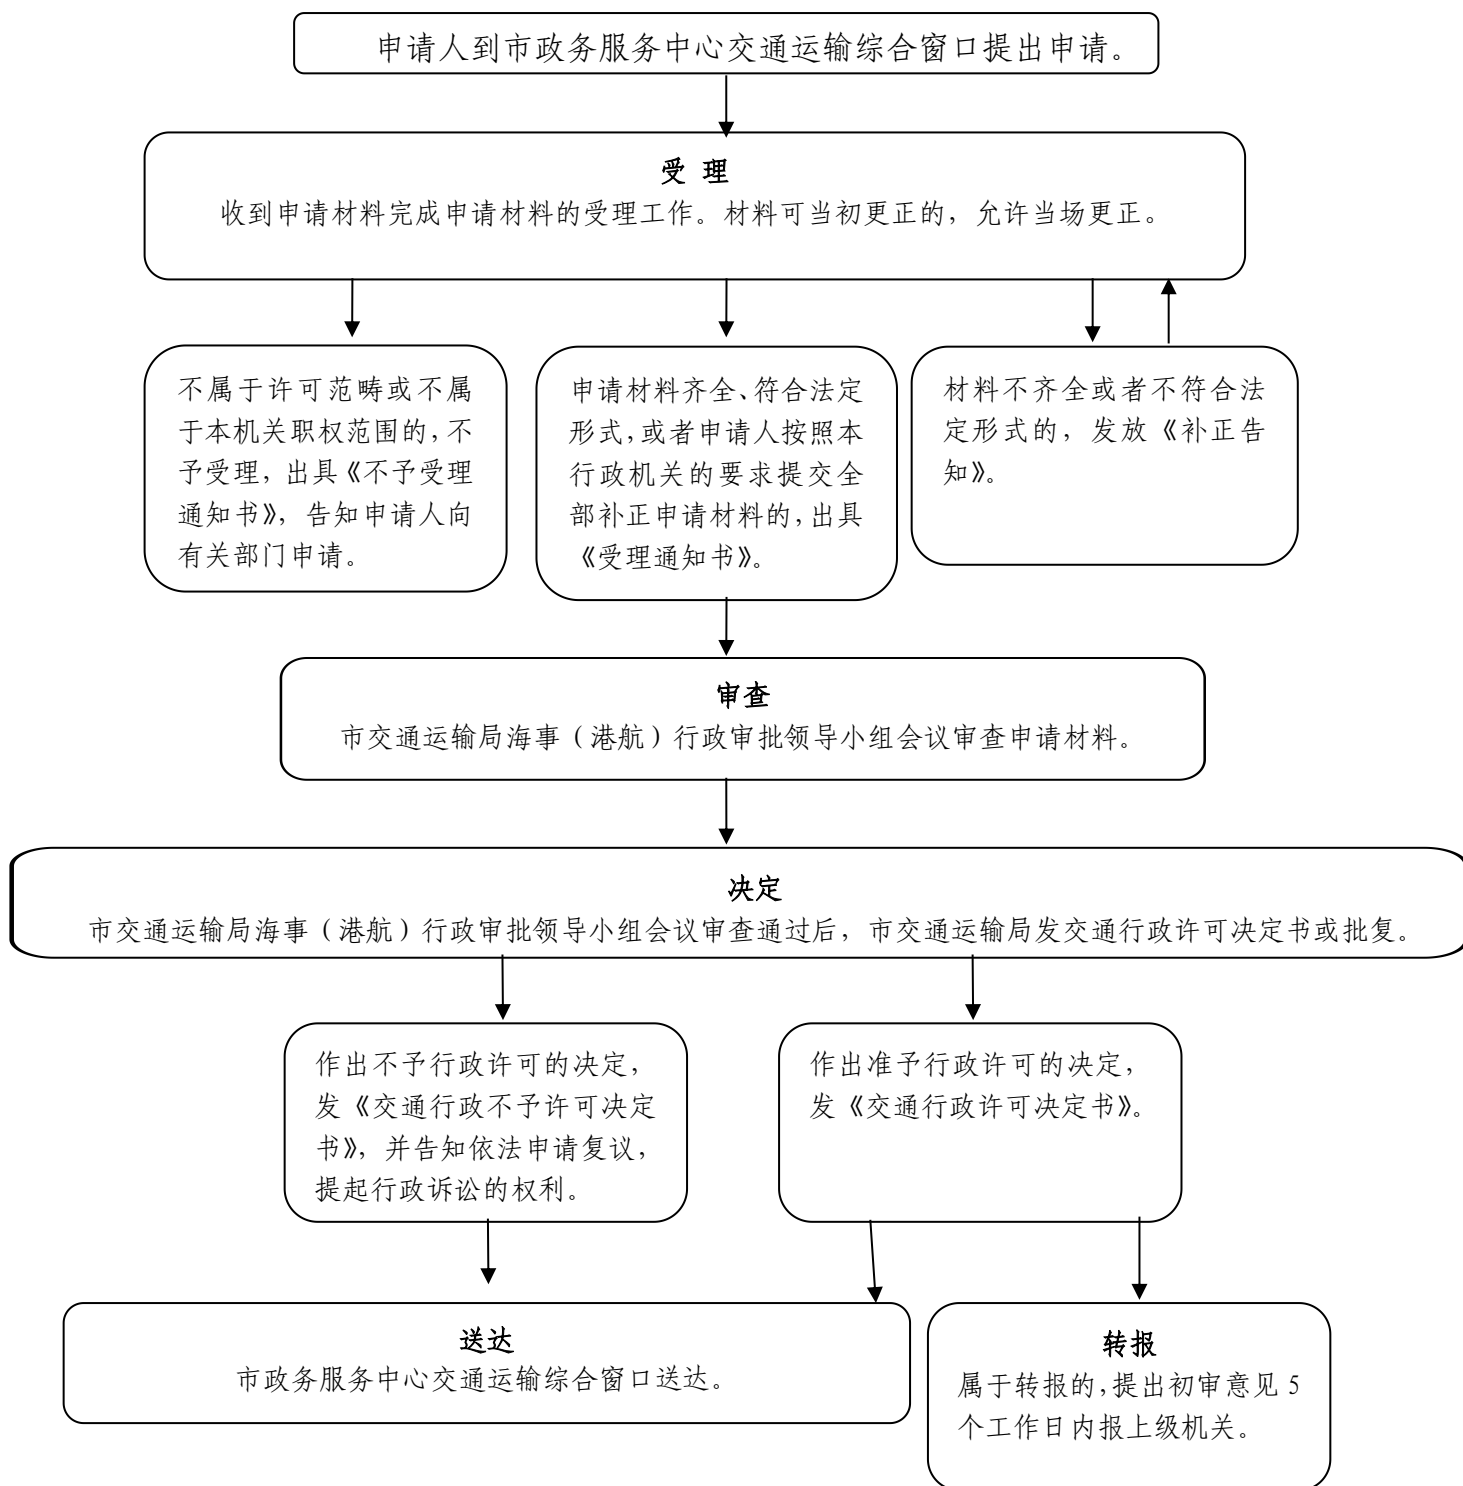 申请人到市政务服务中心交通运输综合窗口提出申请。
受 理
收到申请材料完成申请材料的受理工作。材料可当初更正的，允许当场更正。
不属于许可范畴或不属
于本机关职权范围的,不
予受理，出具《不予受理
通知书》，告知申请人向
有关部门申请。
申请材料齐全、符合法定
形式,或者申请人按照本
行政机关的要求提交全
部补正申请材料的,出具
《受理通知书》。
材料不齐全或者不符合法
定形式的，发放《补正告
知》。
审查
市交通运输局海事（港航）行政审批领导小组会议审查申请材料。
决定
市交通运输局海事（港航）行政审批领导小组会议审查通过后，市交通运输局发交通行政许可决定书或批复。
作出不予行政许可的决定，
发《交通行政不予许可决定
书》，并告知依法申请复议，
提起行政诉讼的权利。
作出准予行政许可的决定，
发《交通行政许可决定书》。
送达
市政务服务中心交通运输综合窗口送达。
转报
属于转报的,提出初审意见 5
个工作日内报上级机关。